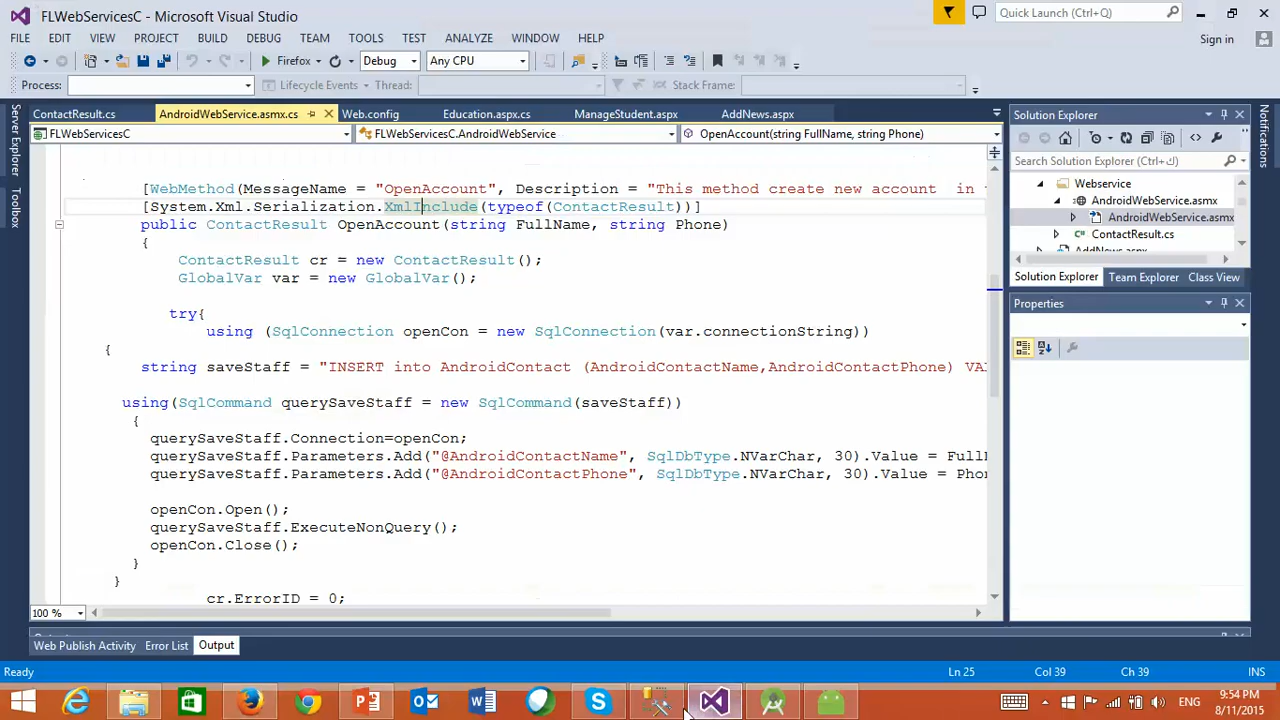 FLWebServicesC - Microsoft Visual Studio
Quick Launch (Ctrl+Q)
FILE EDIT VIEW PROJECT BUILD DEBUG TEAM TOOLS TEST ANALYZE WINDOW HELP
Sign in
Firefox Debug Any CPU
Process: Lifecycle Events Thread: Stack Frame:
ContactResult.cs AndroidWebService.asmx.cs Web.config Education.aspx.cs ManageStudent.aspx AddNews.aspx
FLWebServicesC FLWebServicesC.AndroidWebService OpenAccount(string FullName, string Phone)
Server Explorer
Toolbox
[WebMethod(MessageName = "OpenAccount", Description = "This method create new account in
[System.Xml.Serialization.XmlInclude(typeof(ContactResult))]
public ContactResult OpenAccount(string FullName, string Phone)
{
ContactResult cr = new ContactResult();
GlobalVar var = new GlobalVar();
try{
using (SqlConnection openCon = new SqlConnection(var.connectionString))
{
string saveStaff = "INSERT into AndroidContact (AndroidContactName,AndroidContactPhone) VA
using(SqlCommand querySaveStaff = new SqlCommand(saveStaff))
{
querySaveStaff.Connection=openCon;
querySaveStaff.Parameters.Add("@AndroidContactName", SqlDbType.NVarChar, 30).Value = Full
querySaveStaff.Parameters.Add("@AndroidContactPhone", SqlDbType.NVarChar, 30).Value = Pho
openCon.Open();
querySaveStaff.ExecuteNonQuery();
openCon.Close();
}
}
cr.ErrorID = 0;
100 %
Solution Explorer
Search Solution Explorer
Webservice
AndroidWebService.asmx
AndroidWebService.asmx
ContactResult.cs
AddNews.aspx
Solution Explorer Team Explorer Class View
Properties
Notifications
Web Publish Activity Error List Output
Ready Ln 25 Col 39 Ch 39 INS
ENG
9:54 PM
8/11/2015